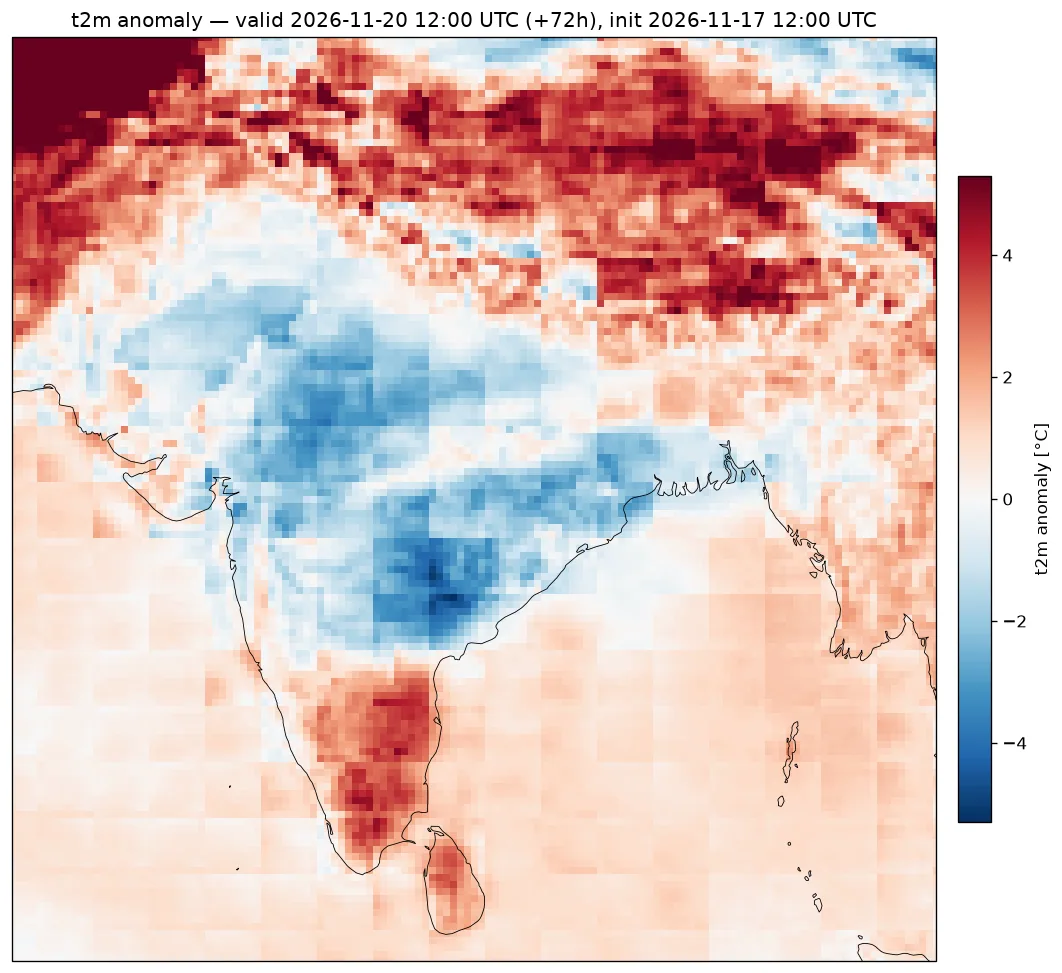 t2m anomaly — valid 2026-11-20 12:00 UTC (+72h), init 2026-11-17 12:00 UTC
4
2
0
−2
−4
t2m anomaly [°C]